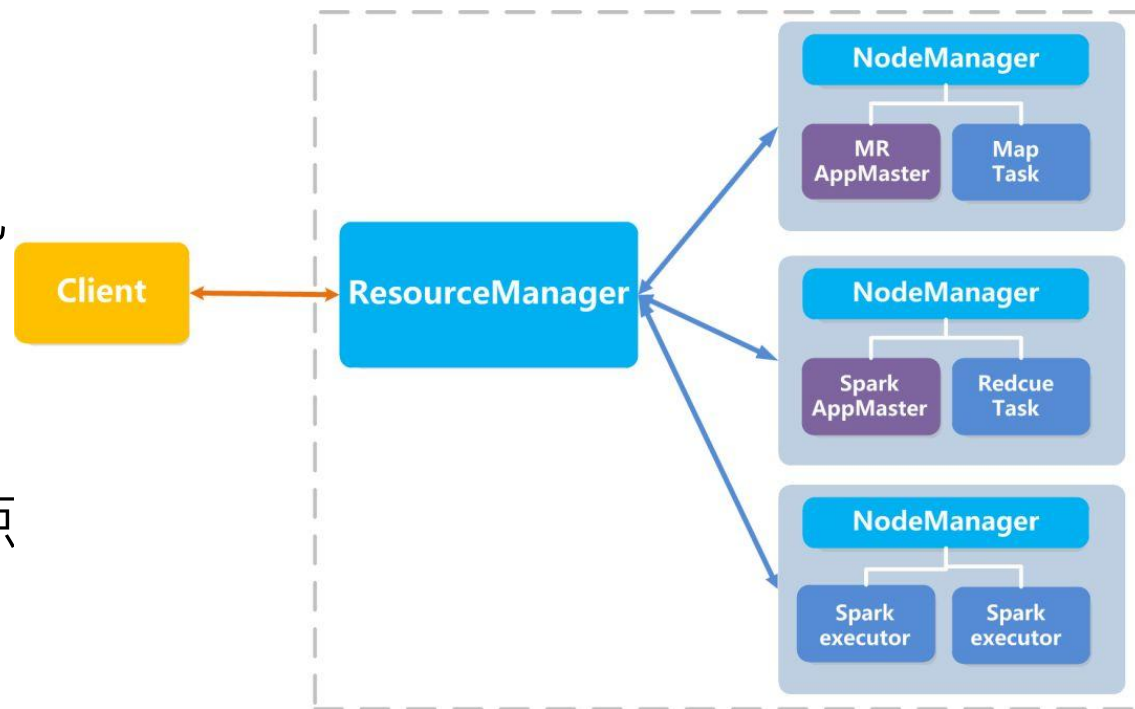 Client
ResourceManager
NodeManager
MR
AppMaster
Map
Task
NodeManager
Spark
AppMaster
Redcue
Task
NodeManager
Spark
executor
Spark
executor